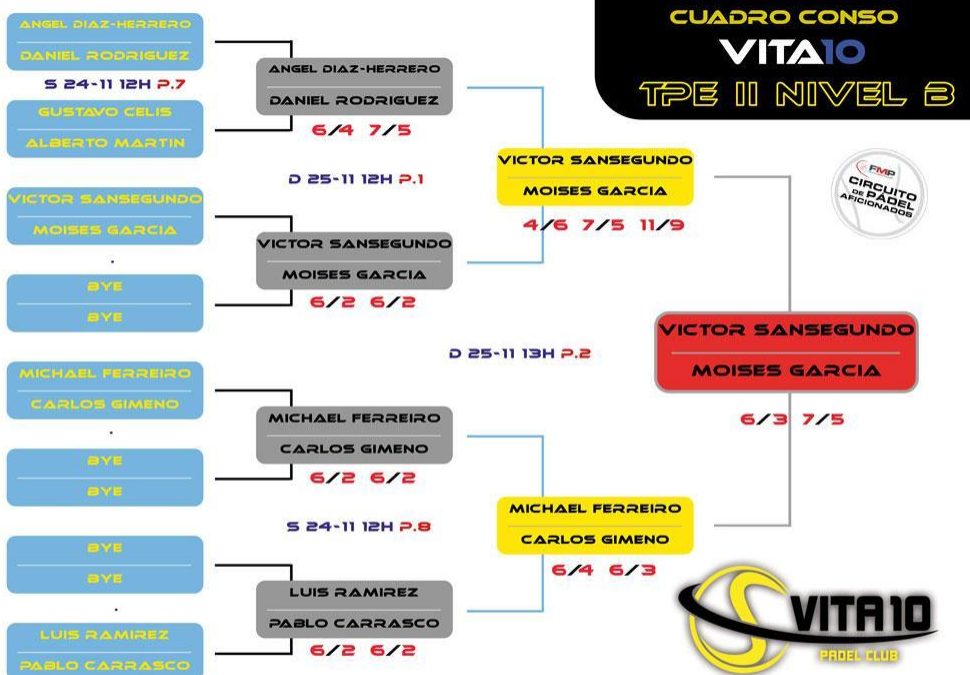 CUADRO CONSO
VITA10
TPE II NIVEL B
FMP
CIRCUITO
DE PÁDEL
AFICIONADOS
ANGEL DIAZ-HERRERO
DANIEL RODRIGUEZ
S 24-11 12H P.7
GUSTAVO CELIS
ALBERTO MARTIN
VICTOR SANSEGUNDO
MOISES GARCIA
.
BYE
BYE
MICHAEL FERREIRO
CARLOS GIMENO
.
BYE
BYE
BYE
BYE
.
LUIS RAMIREZ
PABLO CARRASCO
ANGEL DIAZ-HERRERO
DANIEL RODRIGUEZ
6/4 7/5
D 25-11 12H P.1
VICTOR SANSEGUNDO
MOISES GARCIA
6/2 6/2
MICHAEL FERREIRO
CARLOS GIMENO
6/2 6/2
S 24-11 12H P.8
LUIS RAMIREZ
PABLO CARRASCO
6/2 6/2
VICTOR SANSEGUNDO
MOISES GARCIA
4/6 7/5 11/9
D 25-11 13H P.2
MICHAEL FERREIRO
CARLOS GIMENO
6/4 6/3
VICTOR SANSEGUNDO
MOISES GARCIA
6/3 7/5
VITA10
PADEL CLUB